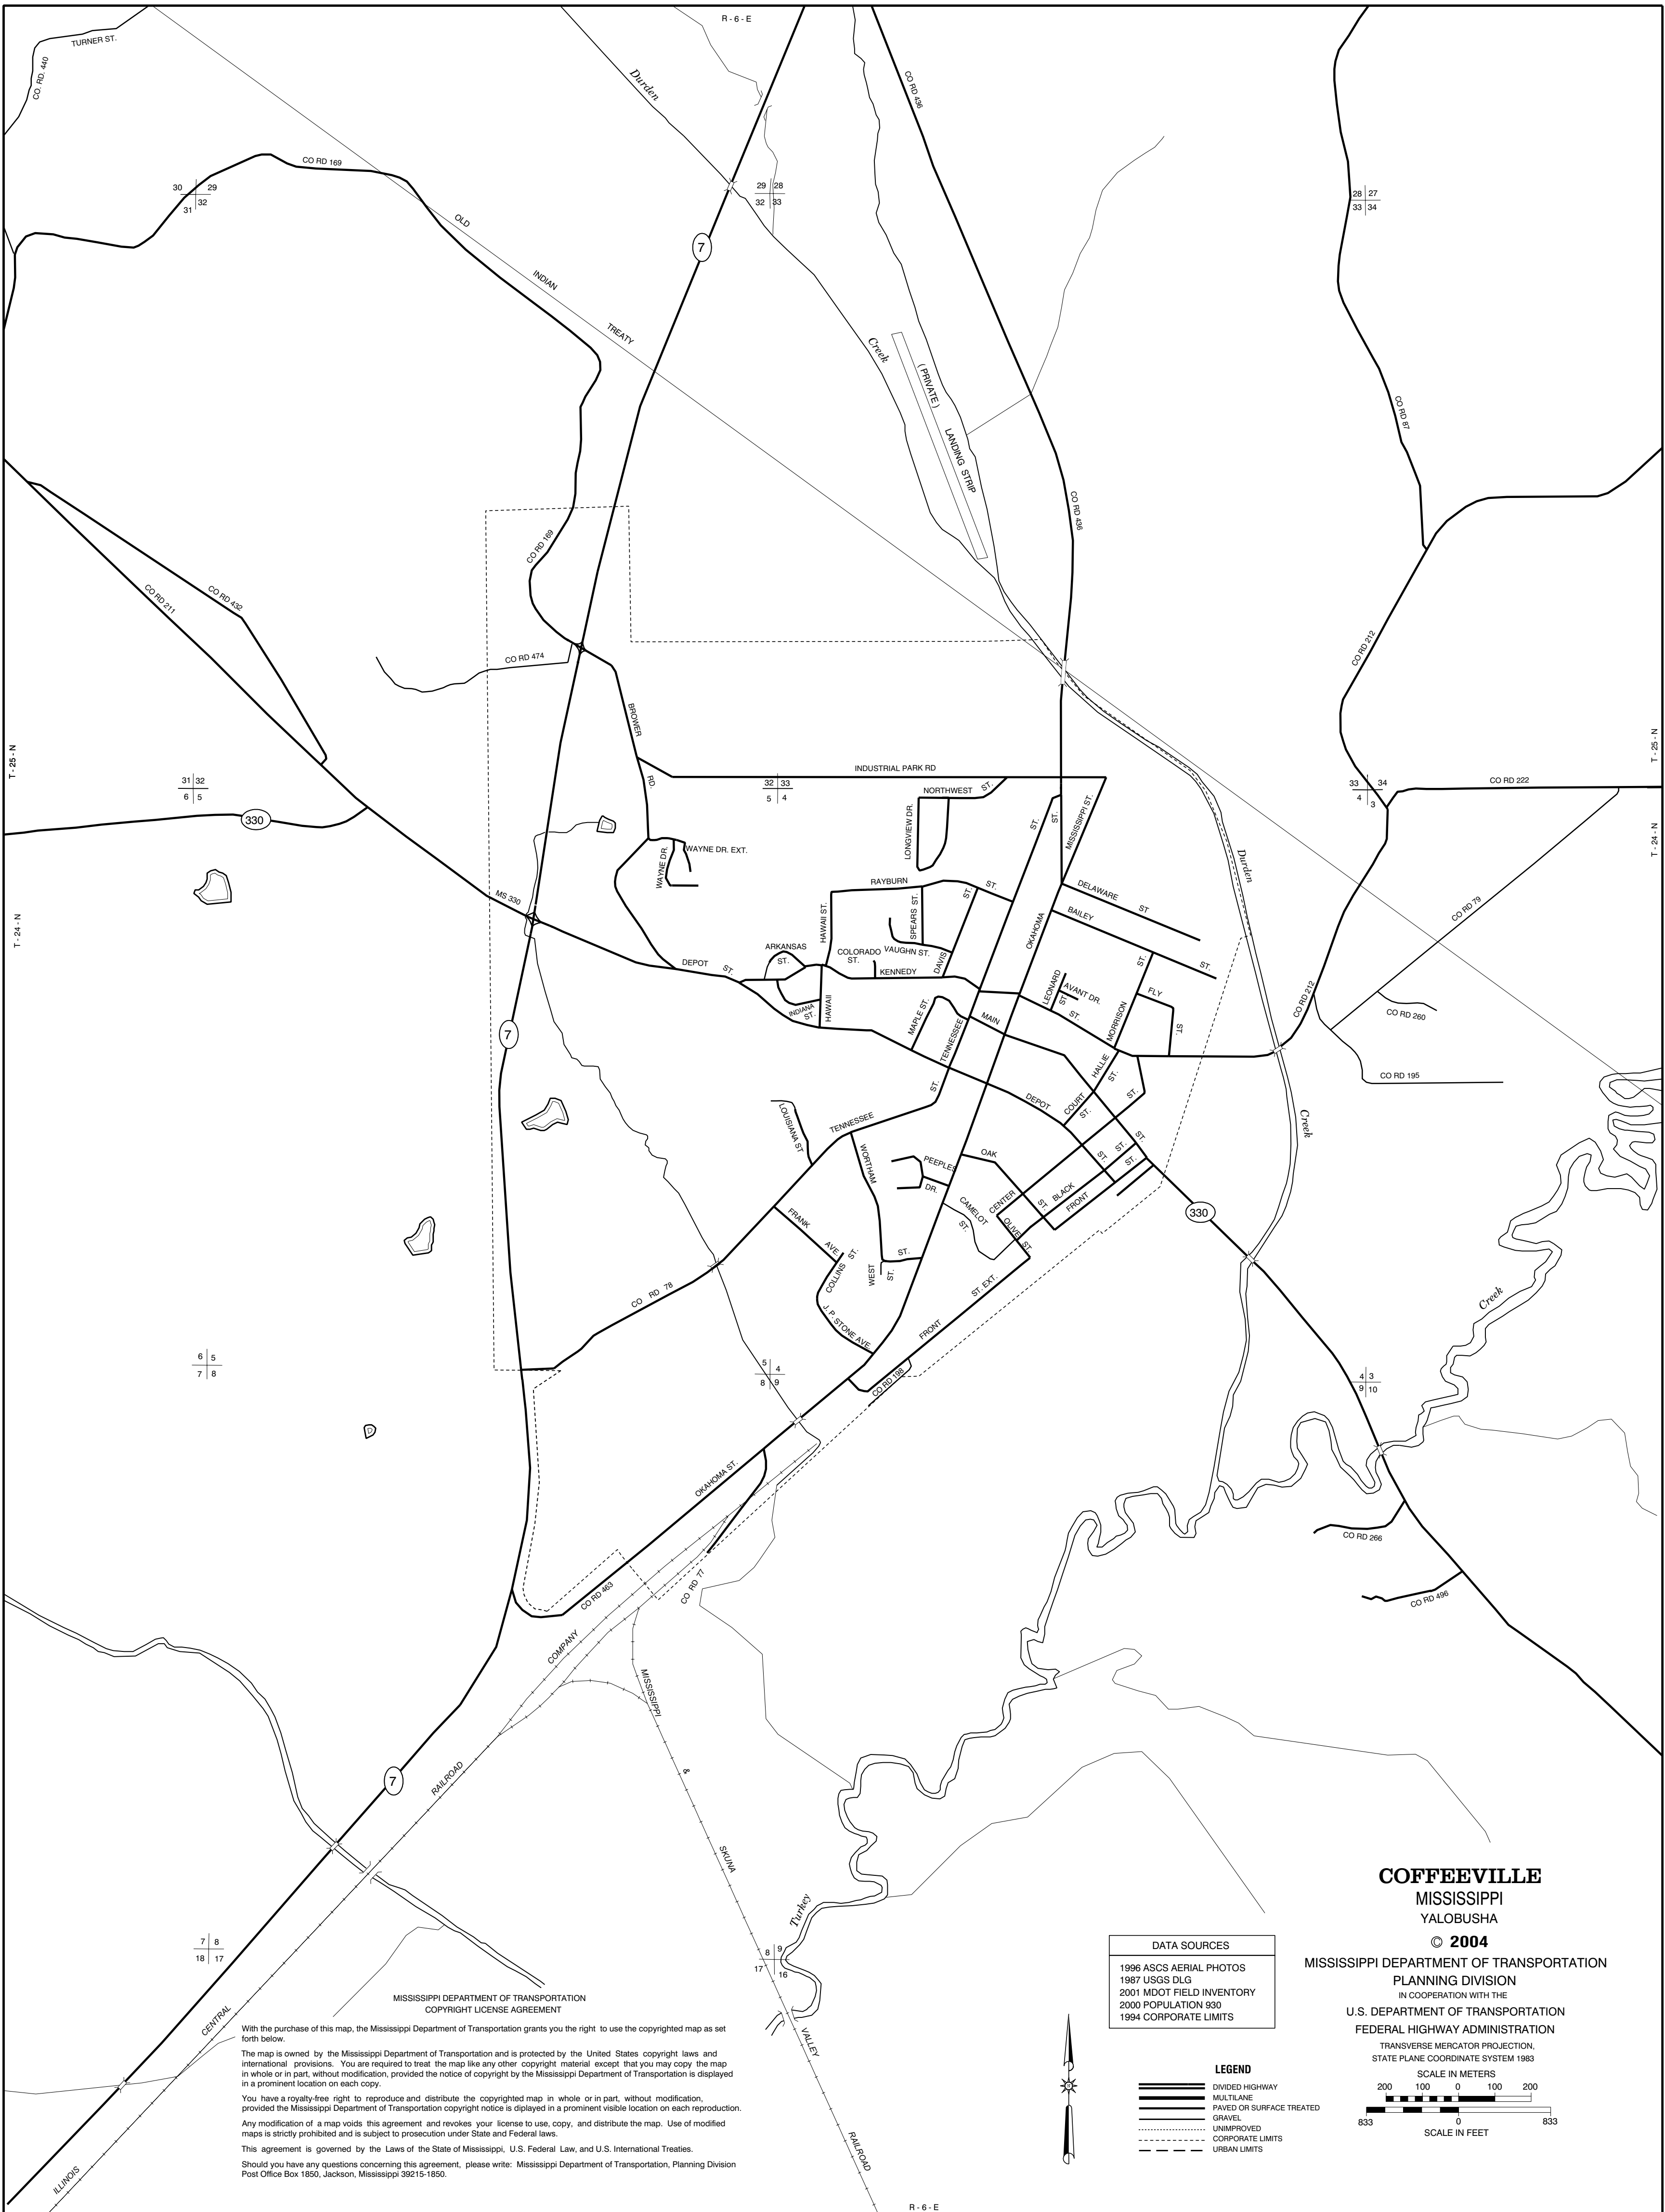 R - 6 - E
TURNER ST.
CO. RD. 440
Durden
CO RD 436
CO RD 169
30 29
31 32
29 28
32 33
28 27
33 34
OLD
INDIAN
TREATY
7
Creek
( PRIVATE )
LANDING STRIP
CO RD 87
CO RD 436
CO RD 169
CO RD 432
CO RD 211
CO RD 474
CO RD 212
BROWER
RD.
T - 25 - N
T - 25 - N
31 32
6 5
INDUSTRIAL PARK RD
32 33
5 4
33 34
4 3
CO RD 222
NORTHWEST ST.
330
LONGVIEW DR.
ST.
ST.
MISSISSIPPI ST.
T - 24 - N
T - 24 - N
WAYNE DR.
WAYNE DR. EXT.
Durden
RAYBURN
ST.
ST.
DELAWARE
ST
MS 330
HAWAII ST.
SPEARS ST.
BAILEY
ST.
OKAHOMA
CO RD 79
ARKANSAS
ST.
COLORADO
ST.
VAUGHN ST.
DAVIS
DEPOT
ST.
KENNEDY
LEONARD
ST
AVANT DR.
ST.
ST.
FLY
ST.
MORRISON
CO RD 212
CO RD 260
INDIANA
ST.
HAWAII
MAPLE ST.
TENNESSEE
MAIN
7
HALLIE
ST.
CO RD 195
ST.
DEPOT
COURT
ST.
ST.
Creek
LOUISIANA ST
TENNESSEE
ST.
WORTHAM
PEEPLES
DR.
OAK
ST.
ST.
ST.
CENTER
BLACK
ST.
FRONT
CAMELOT
ST.
OLIVE ST
330
FRANK
AVE.
COLLINS
ST.
WEST
ST.
ST.
CO RD 78
ST. EXT.
FRONT
Creek
J. P. STONE AVE.
6 5
7 8
5 4
8 9
4 3
9 10
CO RD 198
OKAHOMA ST.
CO RD 266
CO RD 463
CO RD 77
CO RD 496
COMPANY
MISSISSIPPI
&
SKUNA
VALLEY
RAILROAD
7
RAILROAD
CENTRAL
ILLINOIS
Turkey
7 8
18 17
8 9
17 16
MISSISSIPPI DEPARTMENT OF TRANSPORTATION
COPYRIGHT LICENSE AGREEMENT
With the purchase of this map, the Mississippi Department of Transportation grants you the right to use the copyrighted map as set
forth below.
The map is owned by the Mississippi Department of Transportation and is protected by the United States copyright laws and
international provisions. You are required to treat the map like any other copyright material except that you may copy the map
in whole or in part, without modification, provided the notice of copyright by the Mississippi Department of Transportation is displayed
in a prominent location on each copy.
You have a royalty-free right to reproduce and distribute the copyrighted map in whole or in part, without modification,
provided the Mississippi Department of Transportation copyright notice is diplayed in a prominent visible location on each reproduction.
Any modification of a map voids this agreement and revokes your license to use, copy, and distribute the map. Use of modified
maps is strictly prohibited and is subject to prosecution under State and Federal laws.
This agreement is governed by the Laws of the State of Mississippi, U.S. Federal Law, and U.S. International Treaties.
Should you have any questions concerning this agreement, please write: Mississippi Department of Transportation, Planning Division
Post Office Box 1850, Jackson, Mississippi 39215-1850.
DATA SOURCES
1996 ASCS AERIAL PHOTOS
1987 USGS DLG
2001 MDOT FIELD INVENTORY
2000 POPULATION 930
1994 CORPORATE LIMITS
COFFEEVILLE
MISSISSIPPI
YALOBUSHA
© 2004
MISSISSIPPI DEPARTMENT OF TRANSPORTATION
PLANNING DIVISION
IN COOPERATION WITH THE
U.S. DEPARTMENT OF TRANSPORTATION
FEDERAL HIGHWAY ADMINISTRATION
TRANSVERSE MERCATOR PROJECTION,
STATE PLANE COORDINATE SYSTEM 1983
SCALE IN METERS
200 100 0 100 200
833 0 833
SCALE IN FEET
LEGEND
DIVIDED HIGHWAY
MULTILANE
PAVED OR SURFACE TREATED
GRAVEL
UNIMPROVED
CORPORATE LIMITS
URBAN LIMITS
R - 6 - E